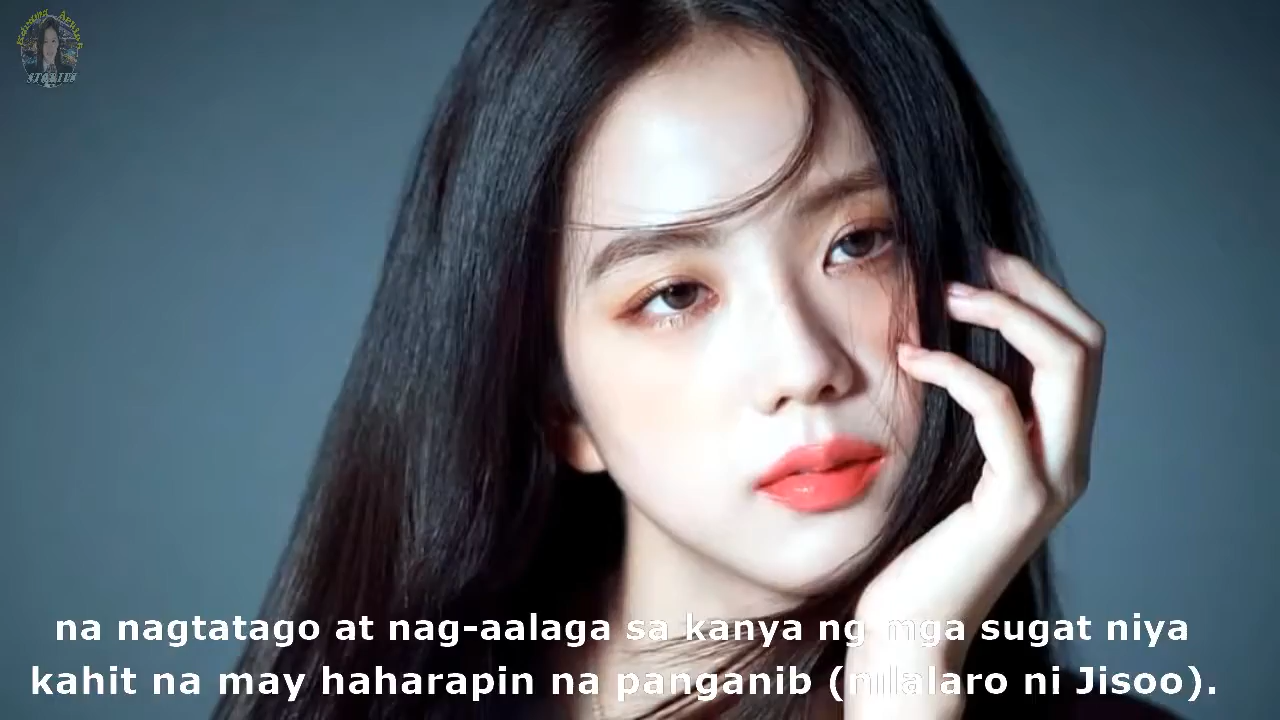 STORIES
na nagtatago at nag-aalaga sa kanya ng mga sugat niya
kahit na may haharapin na panganib (nilalaro ni Jisoo).